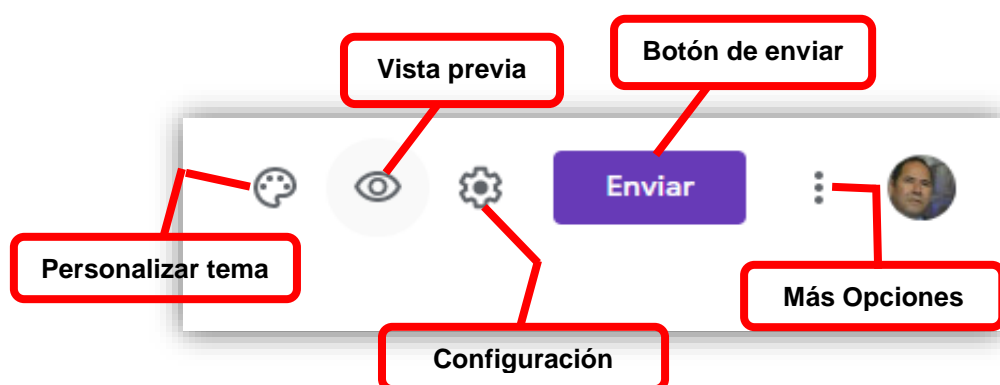 Botón de enviar
Vista previa
Enviar
Personalizar tema
Más Opciones
Configuración